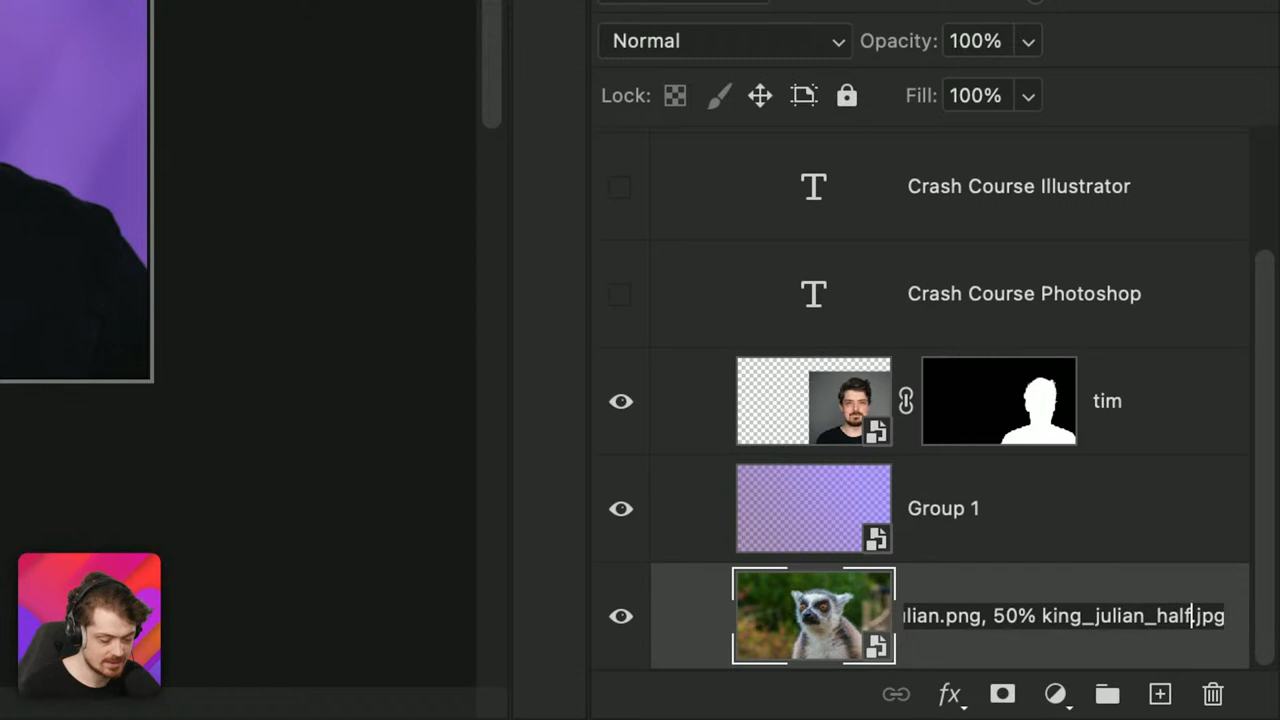 Normal Opacity: 100%
Lock: Fill: 100%
T Crash Course Illustrator
T Crash Course Photoshop
tim
Group 1
ulian.png, 50% king_julian_half.jpg
fx